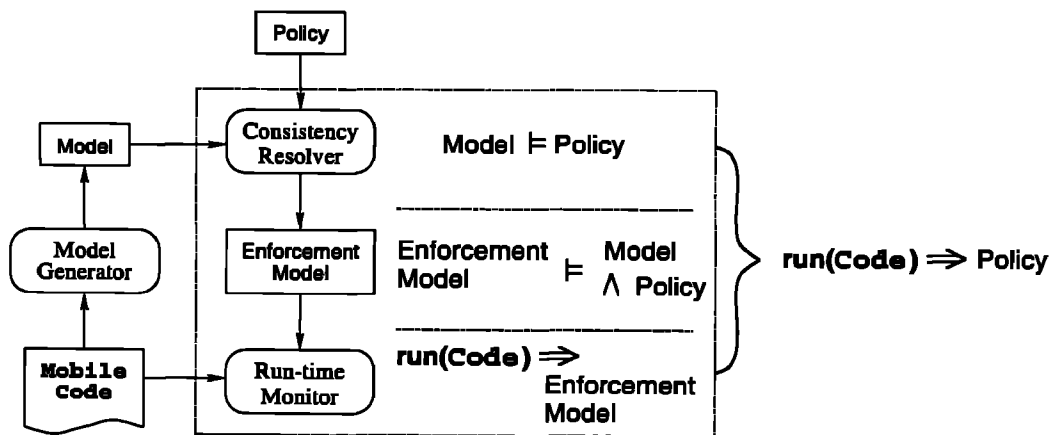 Policy
Consistency
Resolver
Model
Model ⊨ Policy
Model
Generator
Enforcement
Model
Enforcement
Model
⊨
Model
∧ Policy
run(Code) ⟹ Policy
Mobile
Code
Run-time
Monitor
run(Code) ⟹
Enforcement
Model